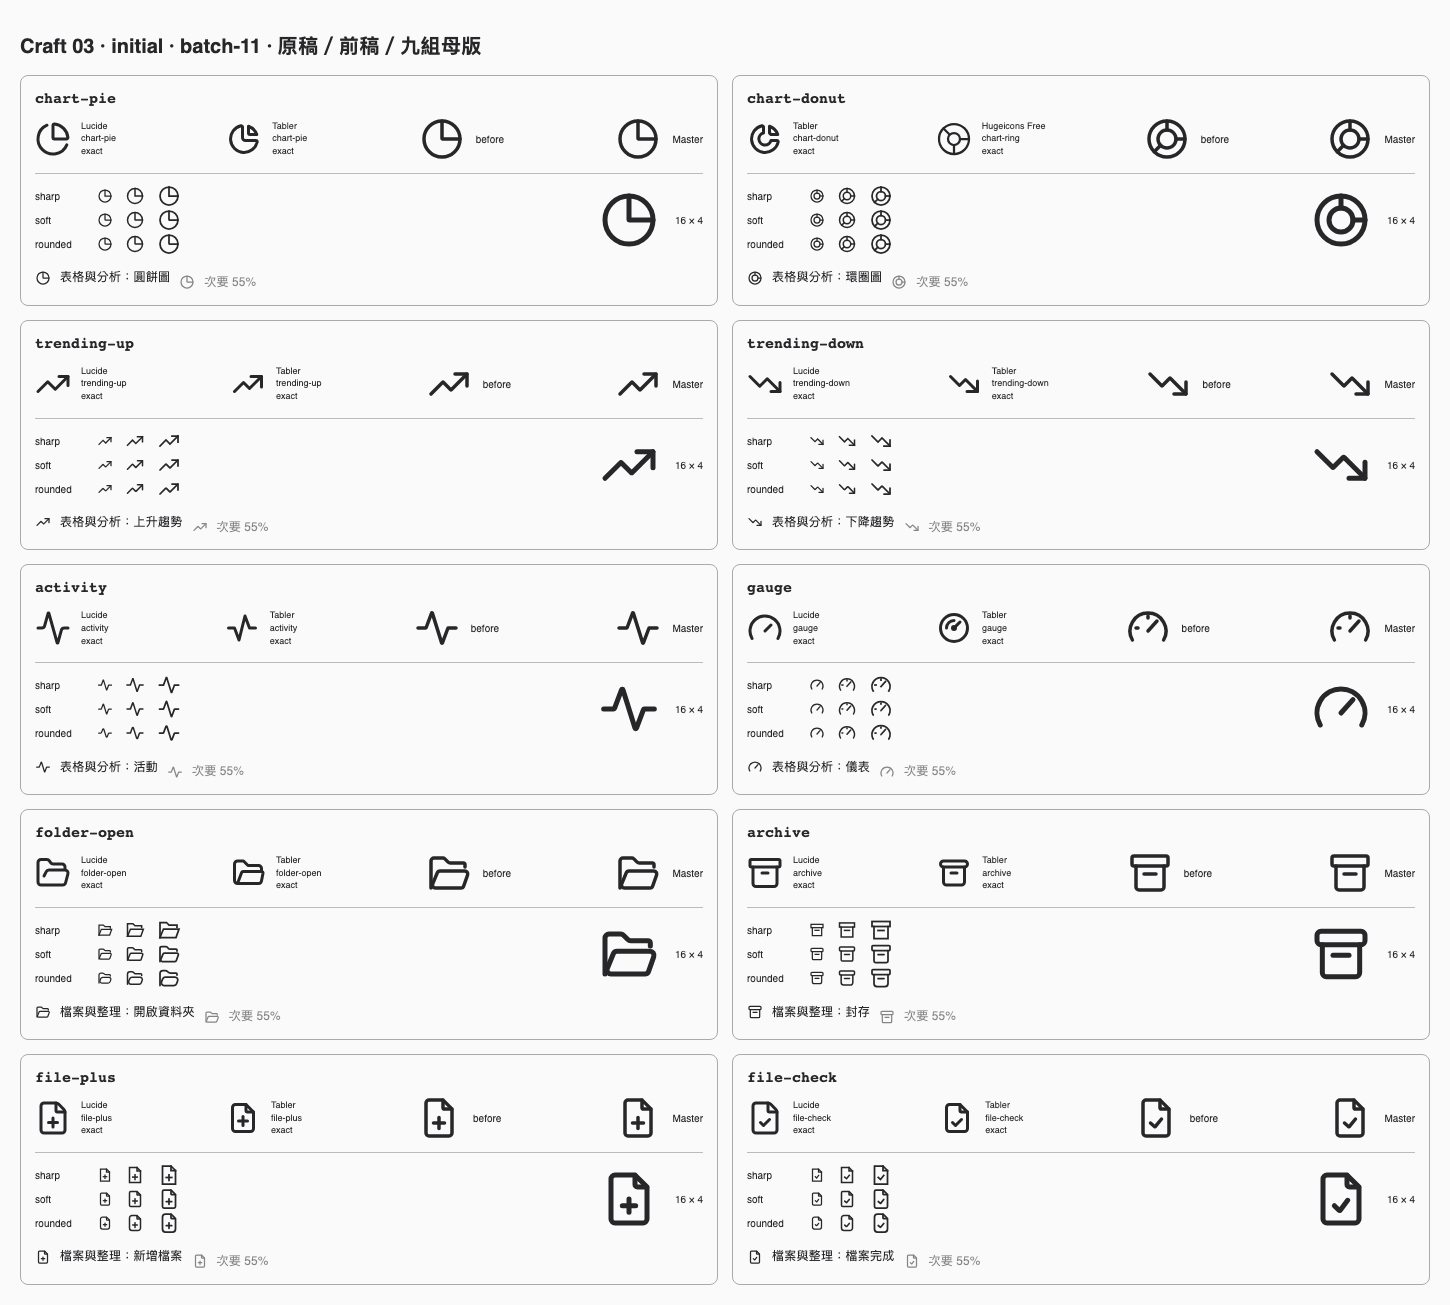 Craft 03 · initial · batch-11 · 原稿 / 前稿 / 九組母版
chart-pie
Lucide
chart-pie
exact
Tabler
chart-pie
exact
before
Master
sharp
soft
rounded
16 × 4
表格與分析：圓餅圖
次要 55%
chart-donut
Tabler
chart-donut
exact
Hugeicons Free
chart-ring
exact
before
Master
sharp
soft
rounded
16 × 4
表格與分析：環圈圖
次要 55%
trending-up
Lucide
trending-up
exact
Tabler
trending-up
exact
before
Master
sharp
soft
rounded
16 × 4
表格與分析：上升趨勢
次要 55%
trending-down
Lucide
trending-down
exact
Tabler
trending-down
exact
before
Master
sharp
soft
rounded
16 × 4
表格與分析：下降趨勢
次要 55%
activity
Lucide
activity
exact
Tabler
activity
exact
before
Master
sharp
soft
rounded
16 × 4
表格與分析：活動
次要 55%
gauge
Lucide
gauge
exact
Tabler
gauge
exact
before
Master
sharp
soft
rounded
16 × 4
表格與分析：儀表
次要 55%
folder-open
Lucide
folder-open
exact
Tabler
folder-open
exact
before
Master
sharp
soft
rounded
16 × 4
檔案與整理：開啟資料夾
次要 55%
archive
Lucide
archive
exact
Tabler
archive
exact
before
Master
sharp
soft
rounded
16 × 4
檔案與整理：封存
次要 55%
file-plus
Lucide
file-plus
exact
Tabler
file-plus
exact
before
Master
sharp
soft
rounded
16 × 4
檔案與整理：新增檔案
次要 55%
file-check
Lucide
file-check
exact
Tabler
file-check
exact
before
Master
sharp
soft
rounded
16 × 4
檔案與整理：檔案完成
次要 55%